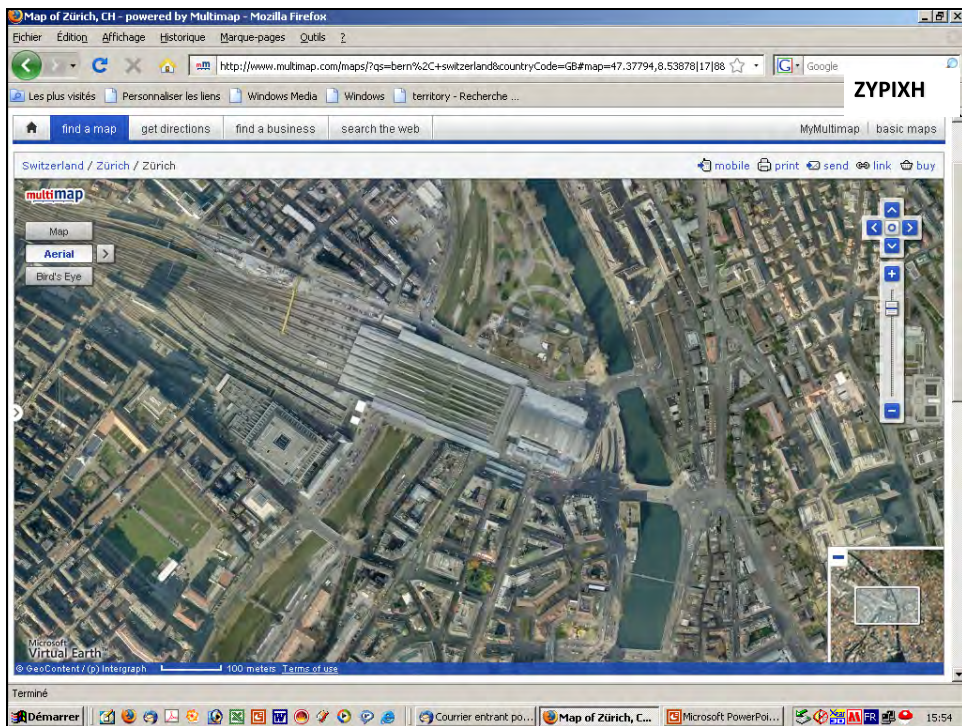 Map of Zürich, CH - powered by Multimap - Mozilla Firefox
Fichier Édition Affichage Historique Marque-pages Outils ?
http://www.multimap.com/maps/?qs=bern%2C+switzerland&countryCode=GB#map=47.37794,8.53878|17|8
G Google
Les plus visités Personnaliser les liens Windows Media Windows territory - Recherche ...
ZYPIXH
find a map get directions find a business search the web MyMultimap basic maps
Switzerland / Zürich / Zürich mobile print send link buy
multimap
Map
Aerial
Bird's Eye
Microsoft
Virtual Earth™
© GeoContent / (p) Intergraph 100 meters Terms of use
Terminé
Démarrer Courrier entrant po... Map of Zürich, C... Microsoft PowerPoi... FR 15:54